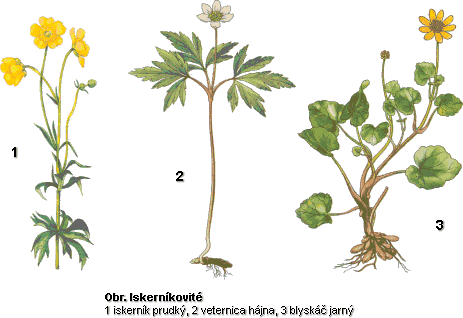 1
2
3
Obr. Iskerníkovité
1 iskerník prudký, 2 veternica hájna, 3 blyskáč jarný